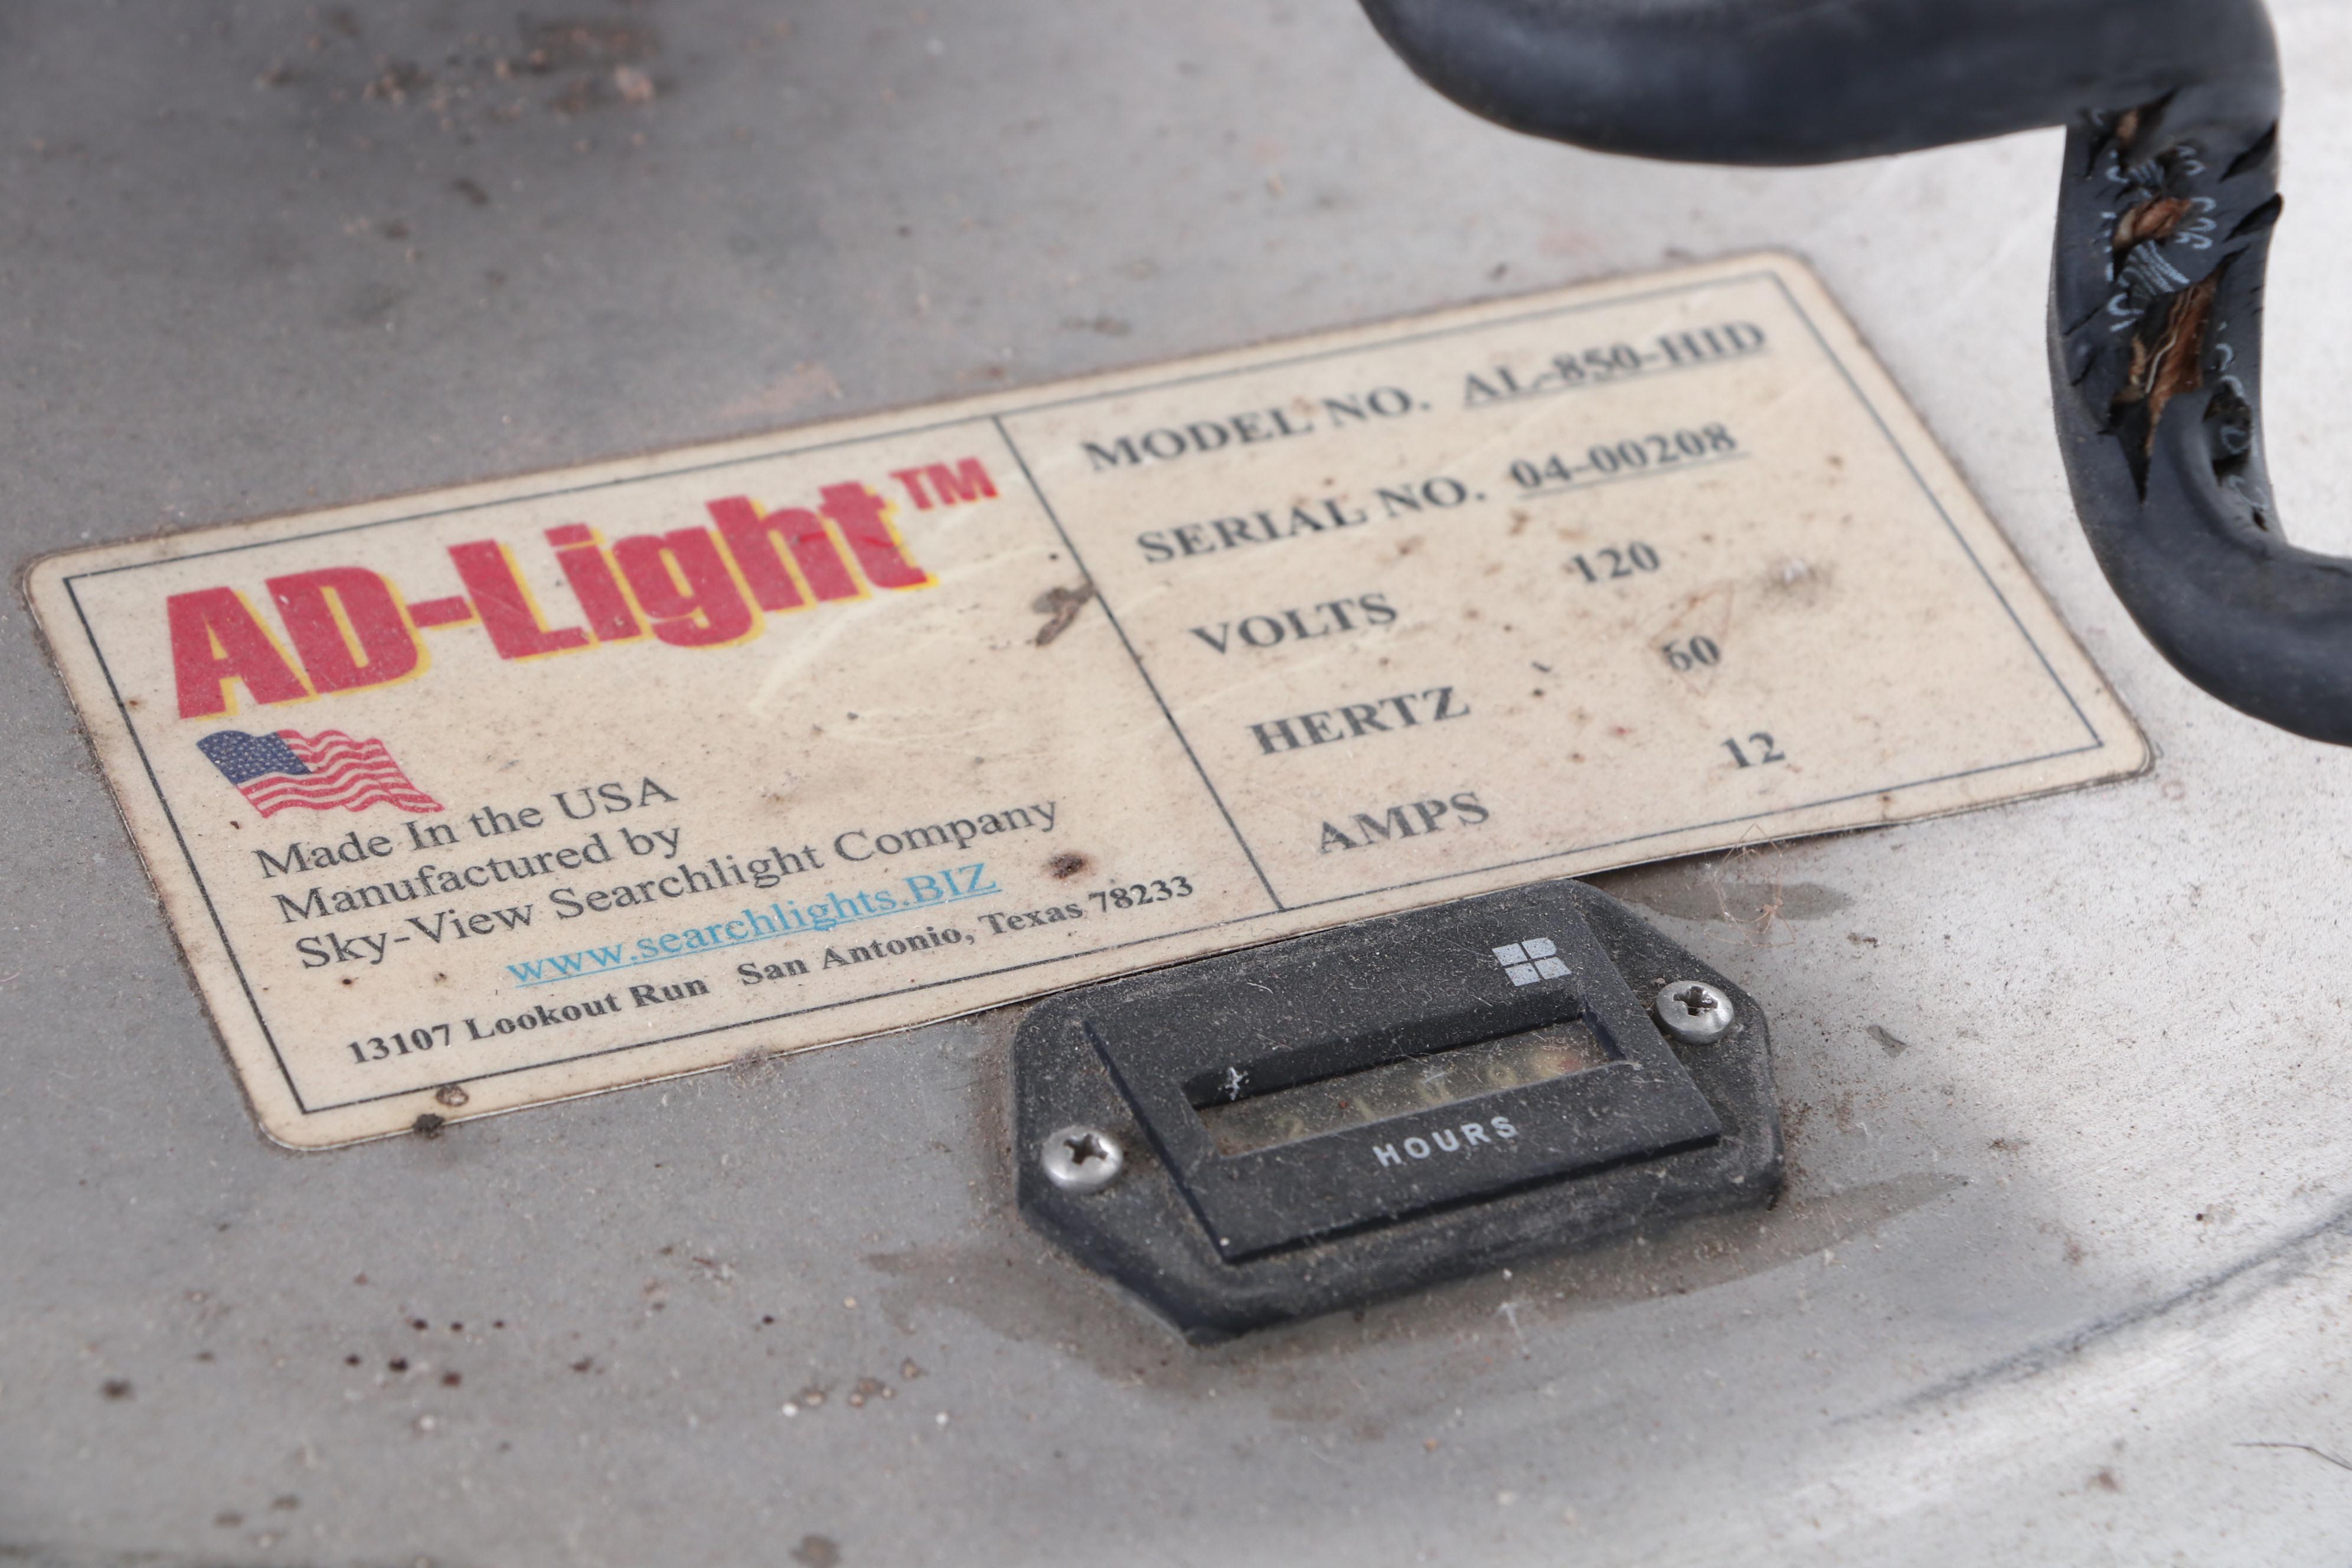 AD-Light™
Made In the USA
Manufactured by
Sky-View Searchlight Company
www.searchlights.BIZ
13107 Lookout Run San Antonio, Texas 78233
MODEL NO. AL-850-HID
SERIAL NO. 04-00208
VOLTS 120
HERTZ
AMPS 12
HOURS